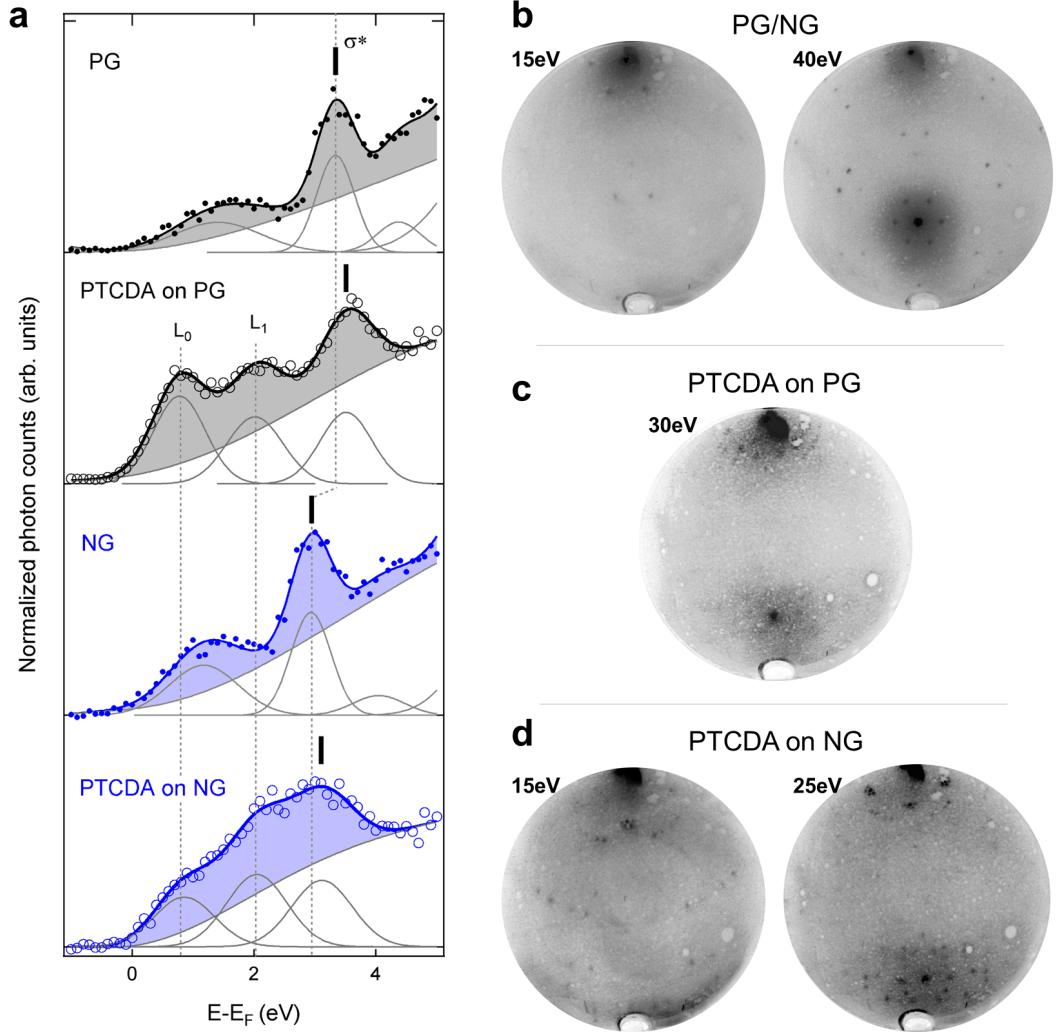 a
Normalized photon counts (arb. units)
PG
σ*
PTCDA on PG
L0
L1
NG
PTCDA on NG
0
2
4
E-EF (eV)
b
PG/NG
15eV
40eV
c
PTCDA on PG
30eV
d
PTCDA on NG
15eV
25eV